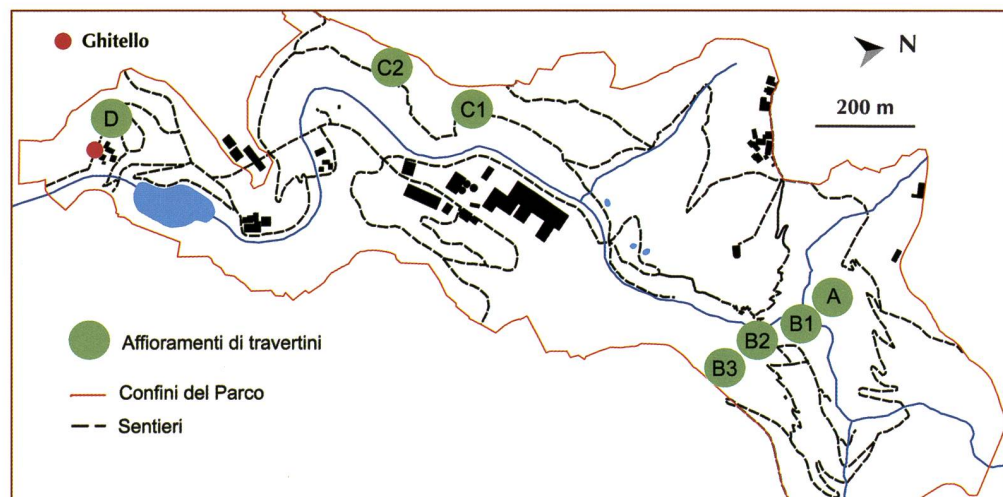 Ghitello
N
200 m
C2
C1
D
A
B1
B2
B3
Affioramenti di travertini
Confini del Parco
Sentieri